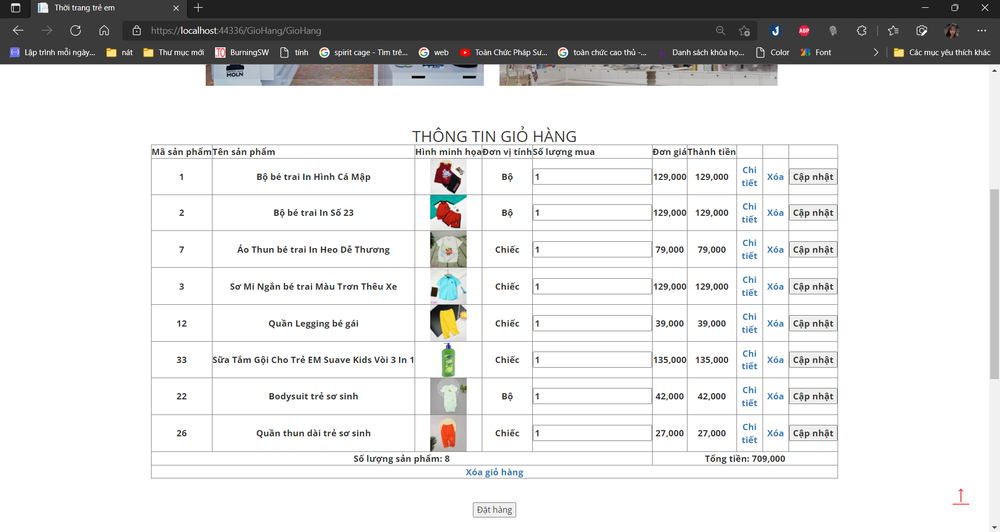 Thời trang trẻ em
https://localhost:44336/GioHang/GioHang
ABP
Lập trình mỗi ngày... nát Thư mục mới BurningSW tính spirit cage - Tìm trê... web Toàn Chức Pháp Sư... toàn chức cao thủ -... Danh sách khóa họ... Color Font Các mục yêu thích khác
MOLN
THÔNG TIN GIỎ HÀNG
Mã sản phẩm Tên sản phẩm Hình minh họa Đơn vị tính Số lượng mua Đơn giá Thành tiền
1 Bộ bé trai In Hình Cá Mập Bộ 1 129,000 129,000 Chi tiết Xóa Cập nhật
2 Bộ bé trai In Số 23 Bộ 1 129,000 129,000 Chi tiết Xóa Cập nhật
7 Áo Thun bé trai In Heo Dễ Thương Chiếc 1 79,000 79,000 Chi tiết Xóa Cập nhật
3 Sơ Mi Ngắn bé trai Màu Trơn Thêu Xe Chiếc 1 129,000 129,000 Chi tiết Xóa Cập nhật
12 Quần Legging bé gái Chiếc 1 39,000 39,000 Chi tiết Xóa Cập nhật
33 Sữa Tắm Gội Cho Trẻ EM Suave Kids Vòi 3 In 1 Chiếc 1 135,000 135,000 Chi tiết Xóa Cập nhật
22 Bodysuit trẻ sơ sinh Bộ 1 42,000 42,000 Chi tiết Xóa Cập nhật
26 Quần thun dài trẻ sơ sinh Chiếc 1 27,000 27,000 Chi tiết Xóa Cập nhật
Số lượng sản phẩm: 8 Tổng tiền: 709,000
Xóa giỏ hàng
Đặt hàng